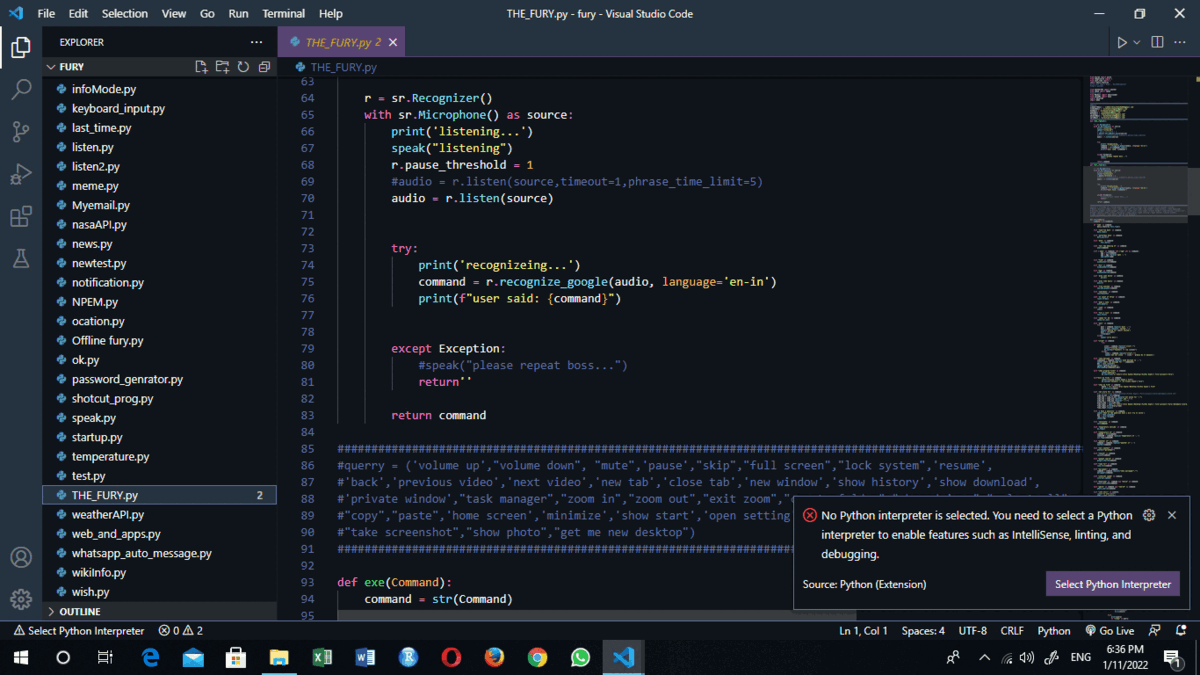 File Edit Selection View Go Run Terminal Help
THE_FURY.py - fury - Visual Studio Code
EXPLORER
THE_FURY.py 2
FURY
THE_FURY.py
infoMode.py
keyboard_input.py
last_time.py
listen.py
listen2.py
meme.py
Myemail.py
nasaAPI.py
news.py
newtest.py
notification.py
NPEM.py
ocation.py
Offline fury.py
ok.py
password_genrator.py
shotcut_prog.py
speak.py
startup.py
temperature.py
test.py
THE_FURY.py 2
weatherAPI.py
web_and_apps.py
whatsapp_auto_message.py
wikiInfo.py
wish.py
OUTLINE
63
64 r = sr.Recognizer()
65 with sr.Microphone() as source:
66 print('listening...')
67 speak("listening")
68 r.pause_threshold = 1
69 #audio = r.listen(source,timeout=1,phrase_time_limit=5)
70 audio = r.listen(source)
71
72
73 try:
74 print('recognizeing...')
75 command = r.recognize_google(audio, language='en-in')
76 print(f"user said: {command}")
77
78
79 except Exception:
80 #speak("please repeat boss...")
81 return''
82
83 return command
84
85 ##############################################################################################################
86 #querry = ('volume up',"volume down", "mute",'pause',"skip","full screen","lock system",'resume',
87 #'back','previous video','next video','new tab','close tab','new window','show history','show download',
88 #'private window',"task manager","zoom in","zoom out","exit zoom",
89 #"copy","paste",'home screen','minimize','show start','open setting
90 #"take screenshot","show photo","get me new desktop")
91 ###################################################################
92
93 def exe(Command):
94 command = str(Command)
95
No Python interpreter is selected. You need to select a Python
interpreter to enable features such as IntelliSense, linting, and
debugging.
Source: Python (Extension)
Select Python Interpreter
Select Python Interpreter 0 2
Ln 1, Col 1 Spaces: 4 UTF-8 CRLF Python Go Live
ENG
6:36 PM
1/11/2022
1